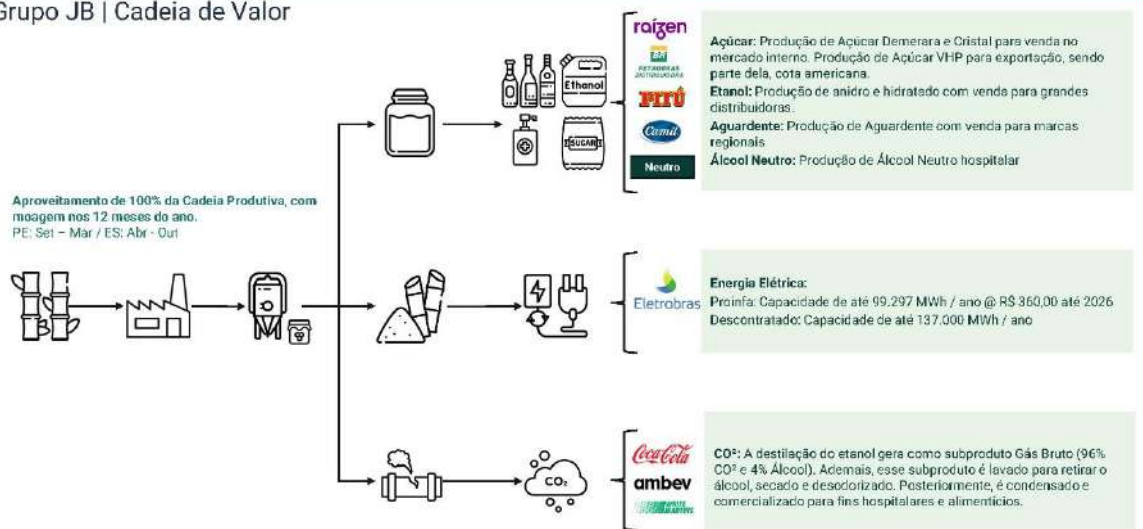 Grupo JB | Cadeia de Valor
Aproveitamento de 100% da Cadeia Produtiva, com
moagem nos 12 meses do ano.
PE: Set – Mar / ES: Abr - Out
Ethanol
SUGAR
raízen
BR
PETROBRAS
DISTRIBUIDORA
PITÚ
Camil
Neutro
Açúcar: Produção de Açúcar Demerara e Cristal para venda no
mercado interno. Produção de Açúcar VHP para exportação, sendo
parte dela, cota americana.
Etanol: Produção de anidro e hidratado com venda para grandes
distribuidoras.
Aguardente: Produção de Aguardente com venda para marcas
regionais
Álcool Neutro: Produção de Álcool Neutro hospitalar
Eletrobras
Energia Elétrica:
Proinfa: Capacidade de até 99.297 MWh / ano @ R$ 360,00 até 2026
Descontratado: Capacidade de até 137.000 MWh / ano
CO₂
Coca-Cola
ambev
CO²: A destilação do etanol gera como subproduto Gás Bruto (96%
CO² e 4% Álcool). Ademais, esse subproduto é lavado para retirar o
álcool, secado e desodorizado. Posteriormente, é condensado e
comercializado para fins hospitalares e alimentícios.